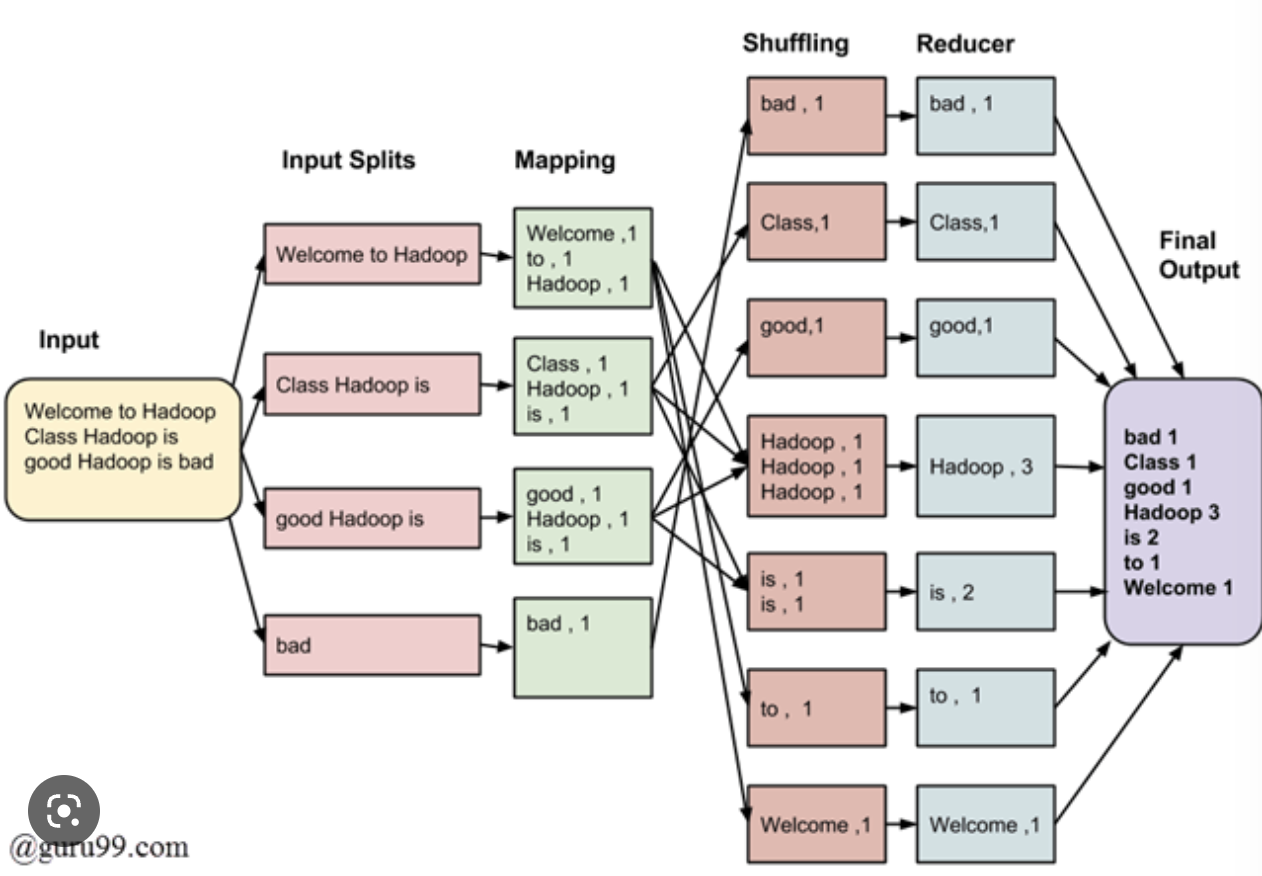 Shuffling
Reducer
Input Splits
Mapping
Final
Output
Input
Welcome to Hadoop
Class Hadoop is
good Hadoop is bad
Welcome to Hadoop
Class Hadoop is
good Hadoop is
bad
Welcome ,1
to , 1
Hadoop , 1
Class , 1
Hadoop , 1
is , 1
good , 1
Hadoop , 1
is , 1
bad , 1
bad , 1
Class,1
good,1
Hadoop , 1
Hadoop , 1
Hadoop , 1
is , 1
is , 1
to , 1
Welcome ,1
bad , 1
Class,1
good,1
Hadoop , 3
is , 2
to , 1
Welcome ,1
bad 1
Class 1
good 1
Hadoop 3
is 2
to 1
Welcome 1
@guru99.com